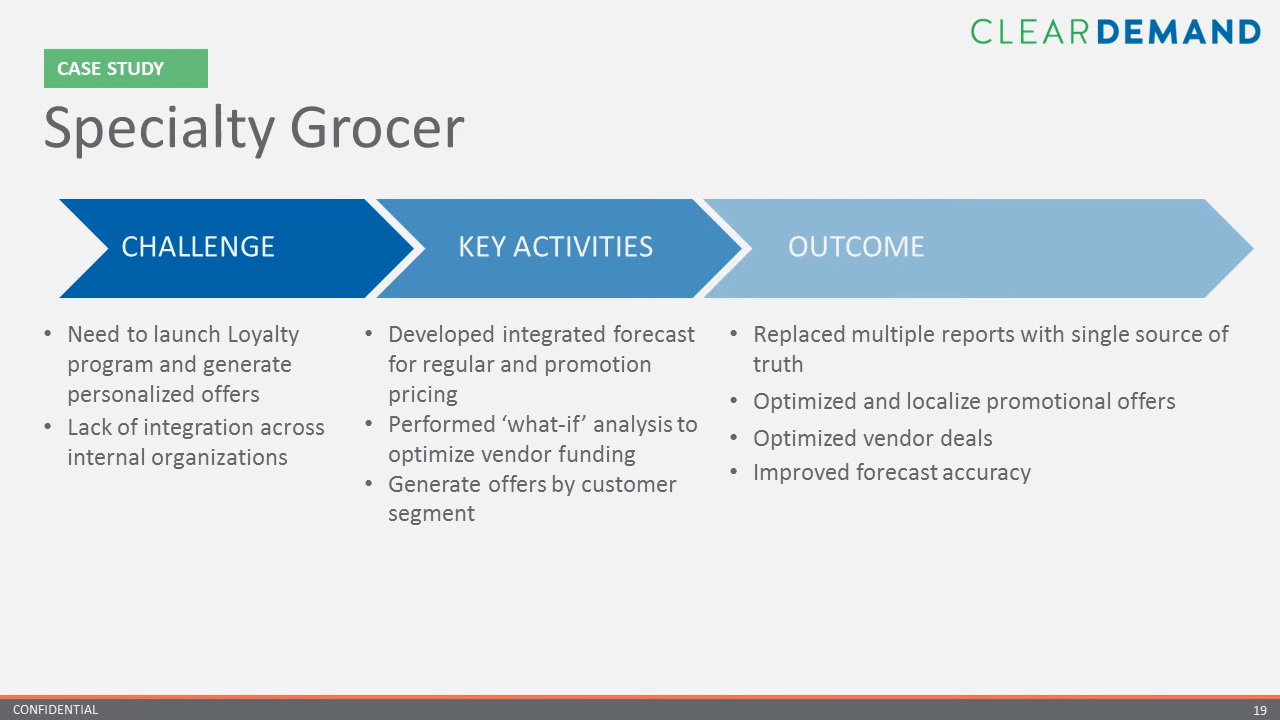 CLEARDEMAND
CASE STUDY
Specialty Grocer
CHALLENGE
• Need to launch Loyalty
program and generate
personalized offers
• Lack of integration across
internal organizations
KEY ACTIVITIES
• Developed integrated forecast
for regular and promotion
pricing
• Performed ‘what-if’ analysis to
optimize vendor funding
• Generate offers by customer
segment
OUTCOME
• Replaced multiple reports with single source of
truth
• Optimized and localize promotional offers
• Optimized vendor deals
• Improved forecast accuracy
CONFIDENTIAL
19